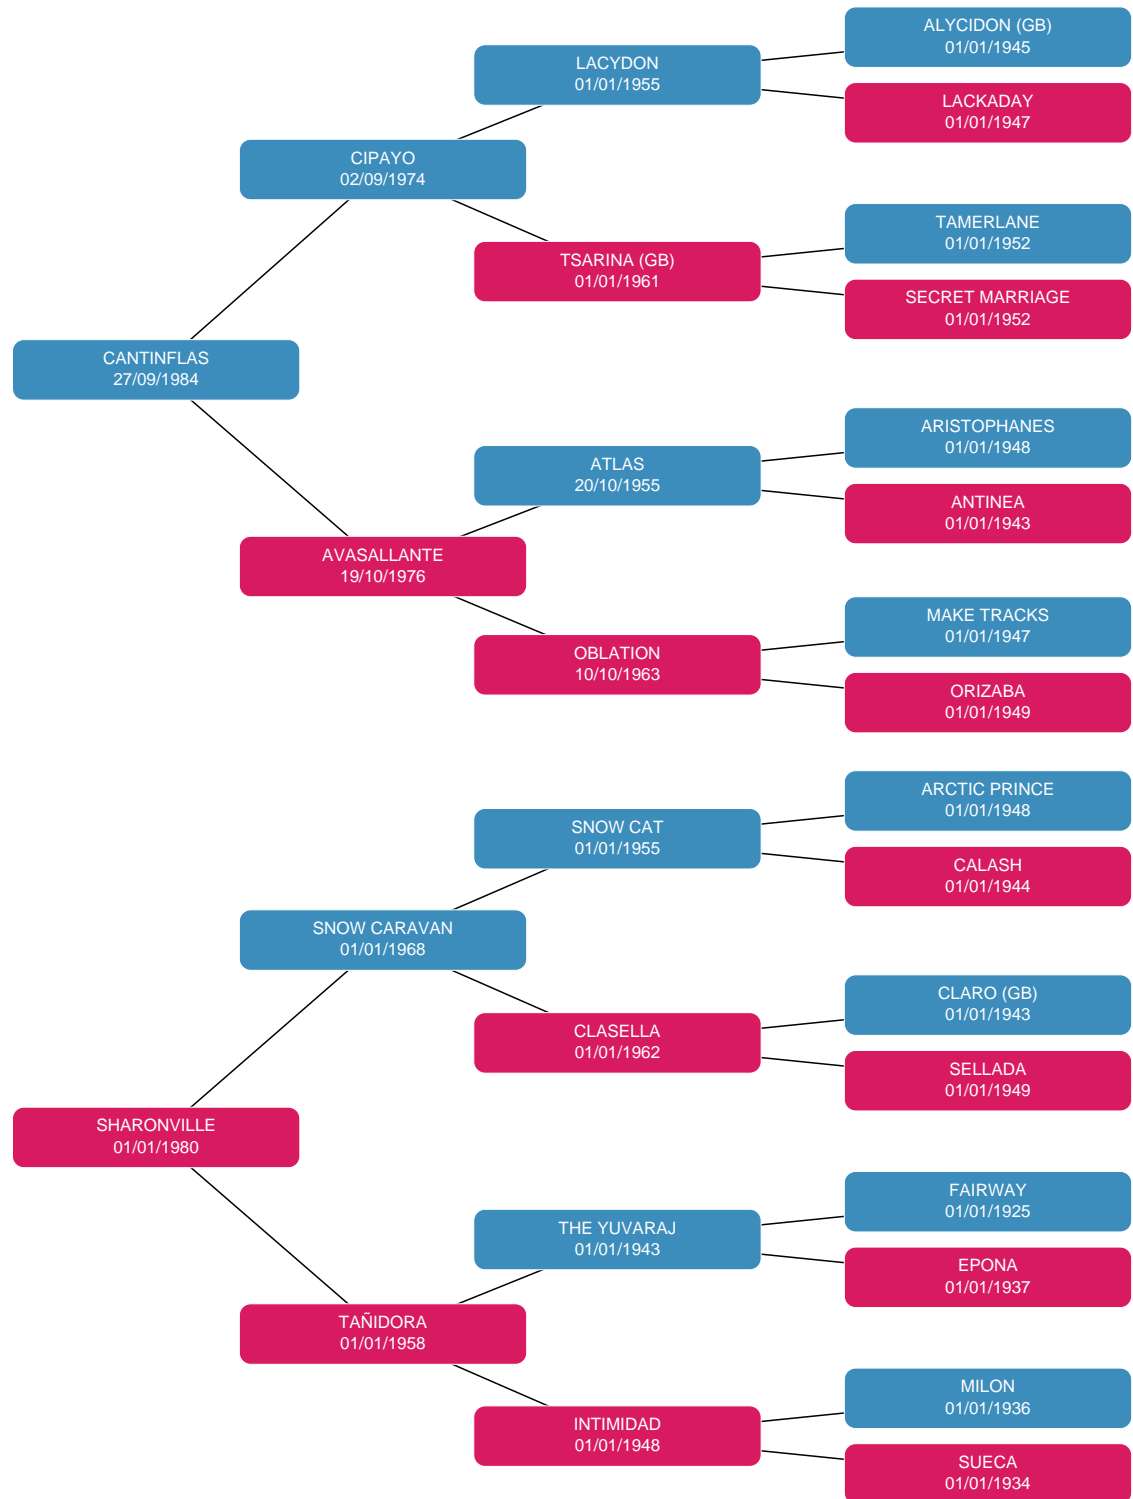 ALYCIDON (GB)
01/01/1945
LACYDON
01/01/1955
LACKADAY
01/01/1947
CIPAYO
02/09/1974
TAMERLANE
01/01/1952
TSARINA (GB)
01/01/1961
SECRET MARRIAGE
01/01/1952
CANTINFLAS
27/09/1984
ARISTOPHANES
01/01/1948
ATLAS
20/10/1955
ANTINEA
01/01/1943
AVASALLANTE
19/10/1976
MAKE TRACKS
01/01/1947
OBLATION
10/10/1963
ORIZABA
01/01/1949
ARCTIC PRINCE
01/01/1948
SNOW CAT
01/01/1955
CALASH
01/01/1944
SNOW CARAVAN
01/01/1968
CLARO (GB)
01/01/1943
CLASELLA
01/01/1962
SELLADA
01/01/1949
SHARONVILLE
01/01/1980
FAIRWAY
01/01/1925
THE YUVARAJ
01/01/1943
EPONA
01/01/1937
TAÑIDORA
01/01/1958
MILON
01/01/1936
INTIMIDAD
01/01/1948
SUECA
01/01/1934